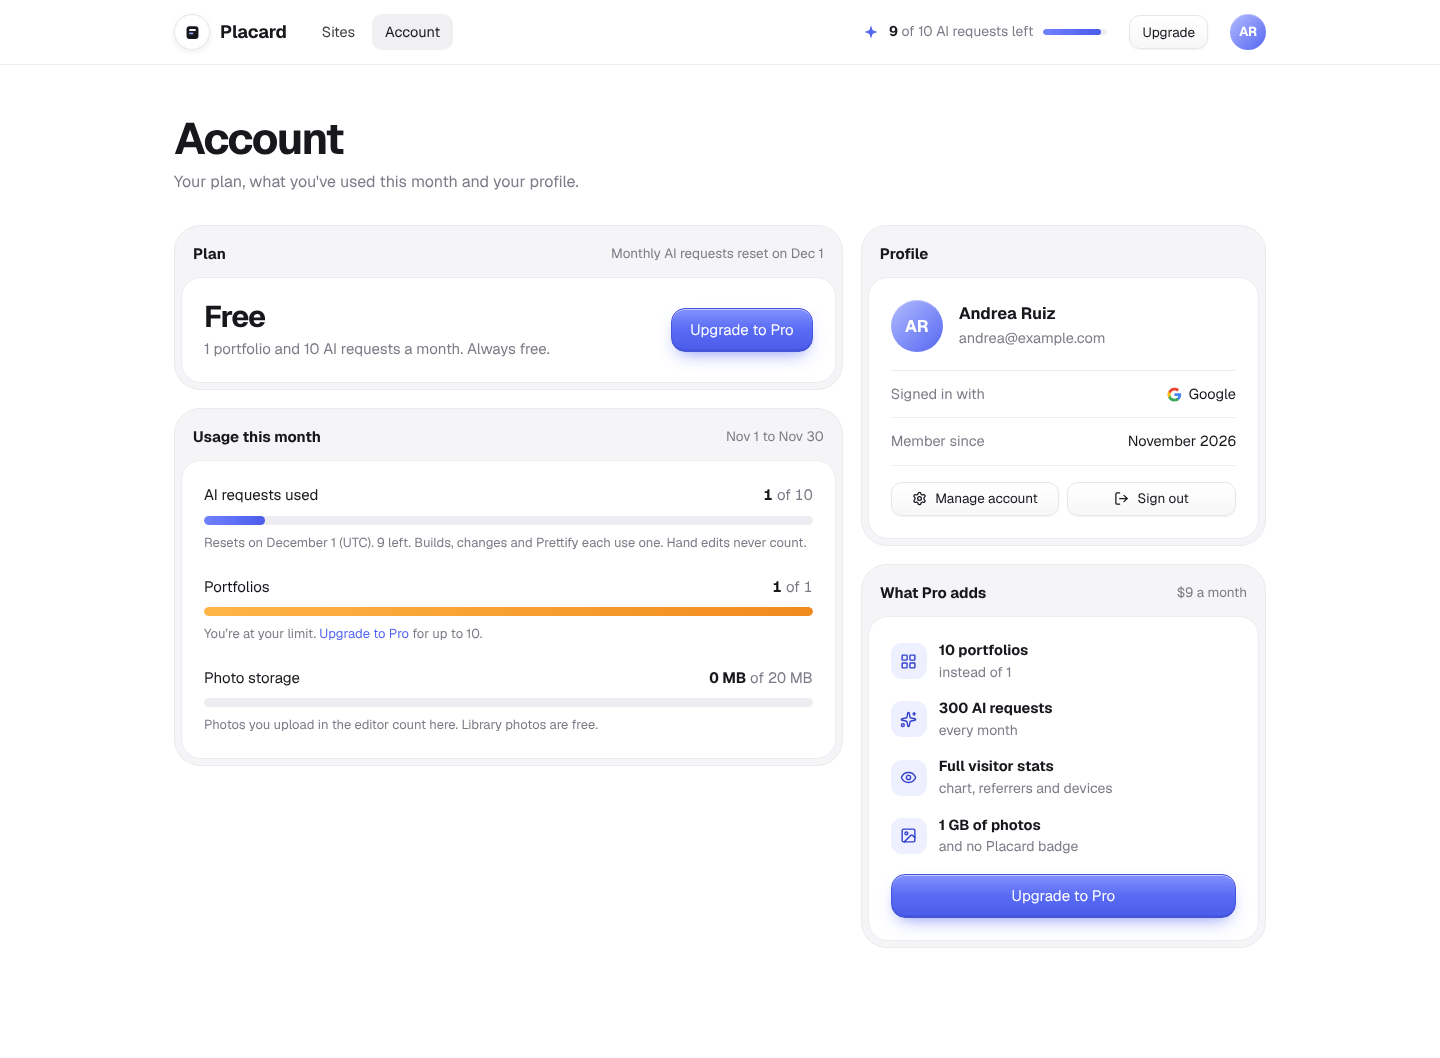 Placard
Sites
Account
9 of 10 AI requests left
Upgrade
AR
Account
Your plan, what you've used this month and your profile.
Plan
Monthly AI requests reset on Dec 1
Free
1 portfolio and 10 AI requests a month. Always free.
Upgrade to Pro
Usage this month
Nov 1 to Nov 30
AI requests used
1 of 10
Resets on December 1 (UTC). 9 left. Builds, changes and Prettify each use one. Hand edits never count.
Portfolios
1 of 1
You're at your limit. Upgrade to Pro for up to 10.
Photo storage
0 MB of 20 MB
Photos you upload in the editor count here. Library photos are free.
Profile
AR
Andrea Ruiz
andrea@example.com
Signed in with
Google
Member since
November 2026
Manage account
Sign out
What Pro adds
$9 a month
10 portfolios
instead of 1
300 AI requests
every month
Full visitor stats
chart, referrers and devices
1 GB of photos
and no Placard badge
Upgrade to Pro